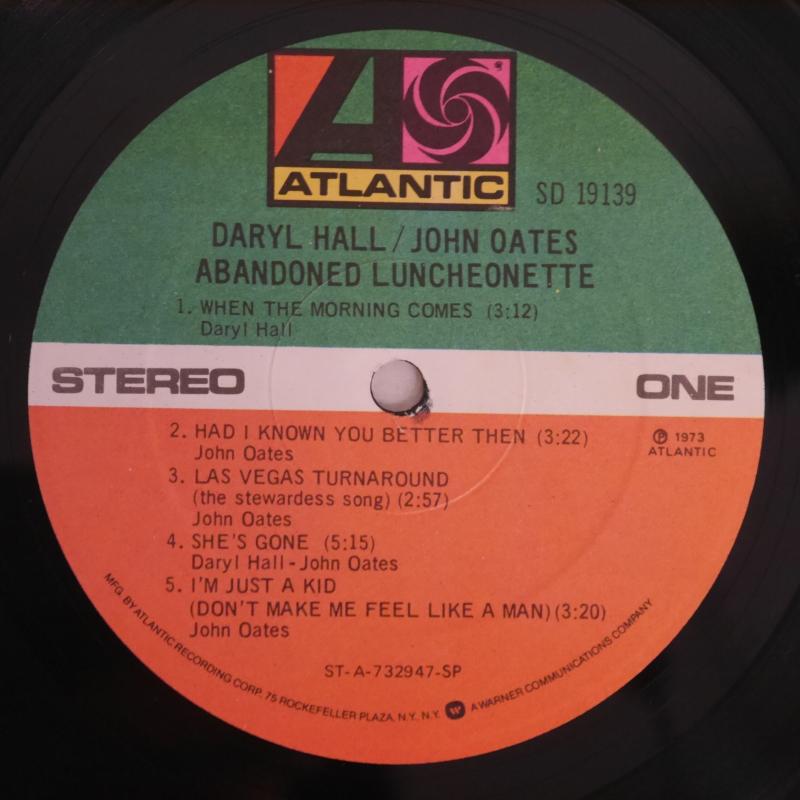 ATLANTIC
SD 19139
DARYL HALL / JOHN OATES
ABANDONED LUNCHEONETTE
1. WHEN THE MORNING COMES (3:12)
Daryl Hall
STEREO
ONE
2. HAD I KNOWN YOU BETTER THEN (3:22)
John Oates
℗ 1973
ATLANTIC
3. LAS VEGAS TURNAROUND
(the stewardess song) (2:57)
John Oates
4. SHE'S GONE (5:15)
Daryl Hall - John Oates
5. I'M JUST A KID
(DON'T MAKE ME FEEL LIKE A MAN) (3:20)
John Oates
ST-A-732947-SP
MFG. BY ATLANTIC RECORDING CORP. 75 ROCKEFELLER PLAZA, N.Y. N.Y. A WARNER COMMUNICATIONS COMPANY